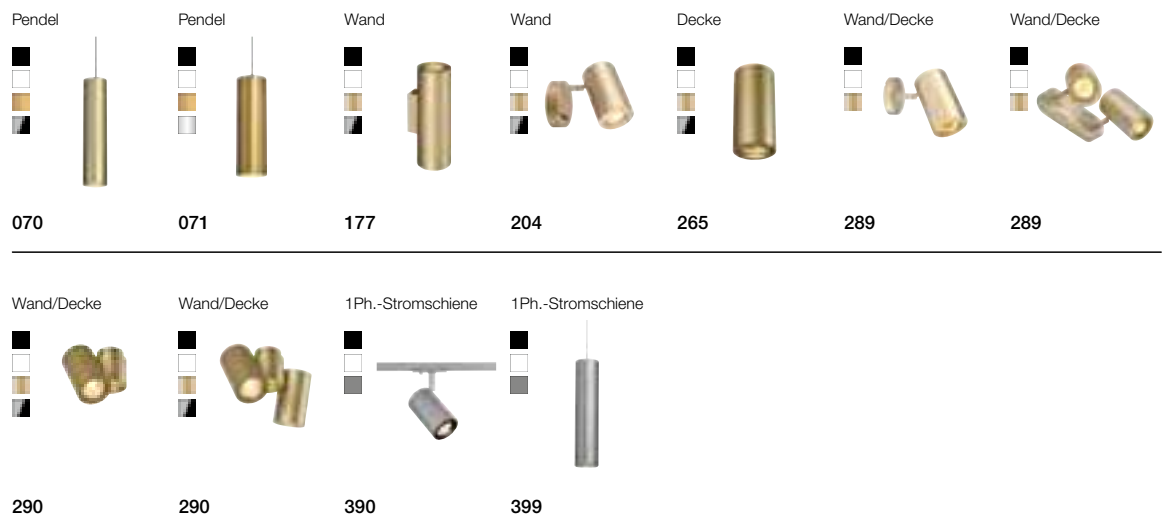 Pendel Pendel Wand Wand Decke Wand/Decke Wand/Decke
070 071 177 204 265 289 289
Wand/Decke Wand/Decke 1Ph.-Stromschiene 1Ph.-Stromschiene
290 290 390 399